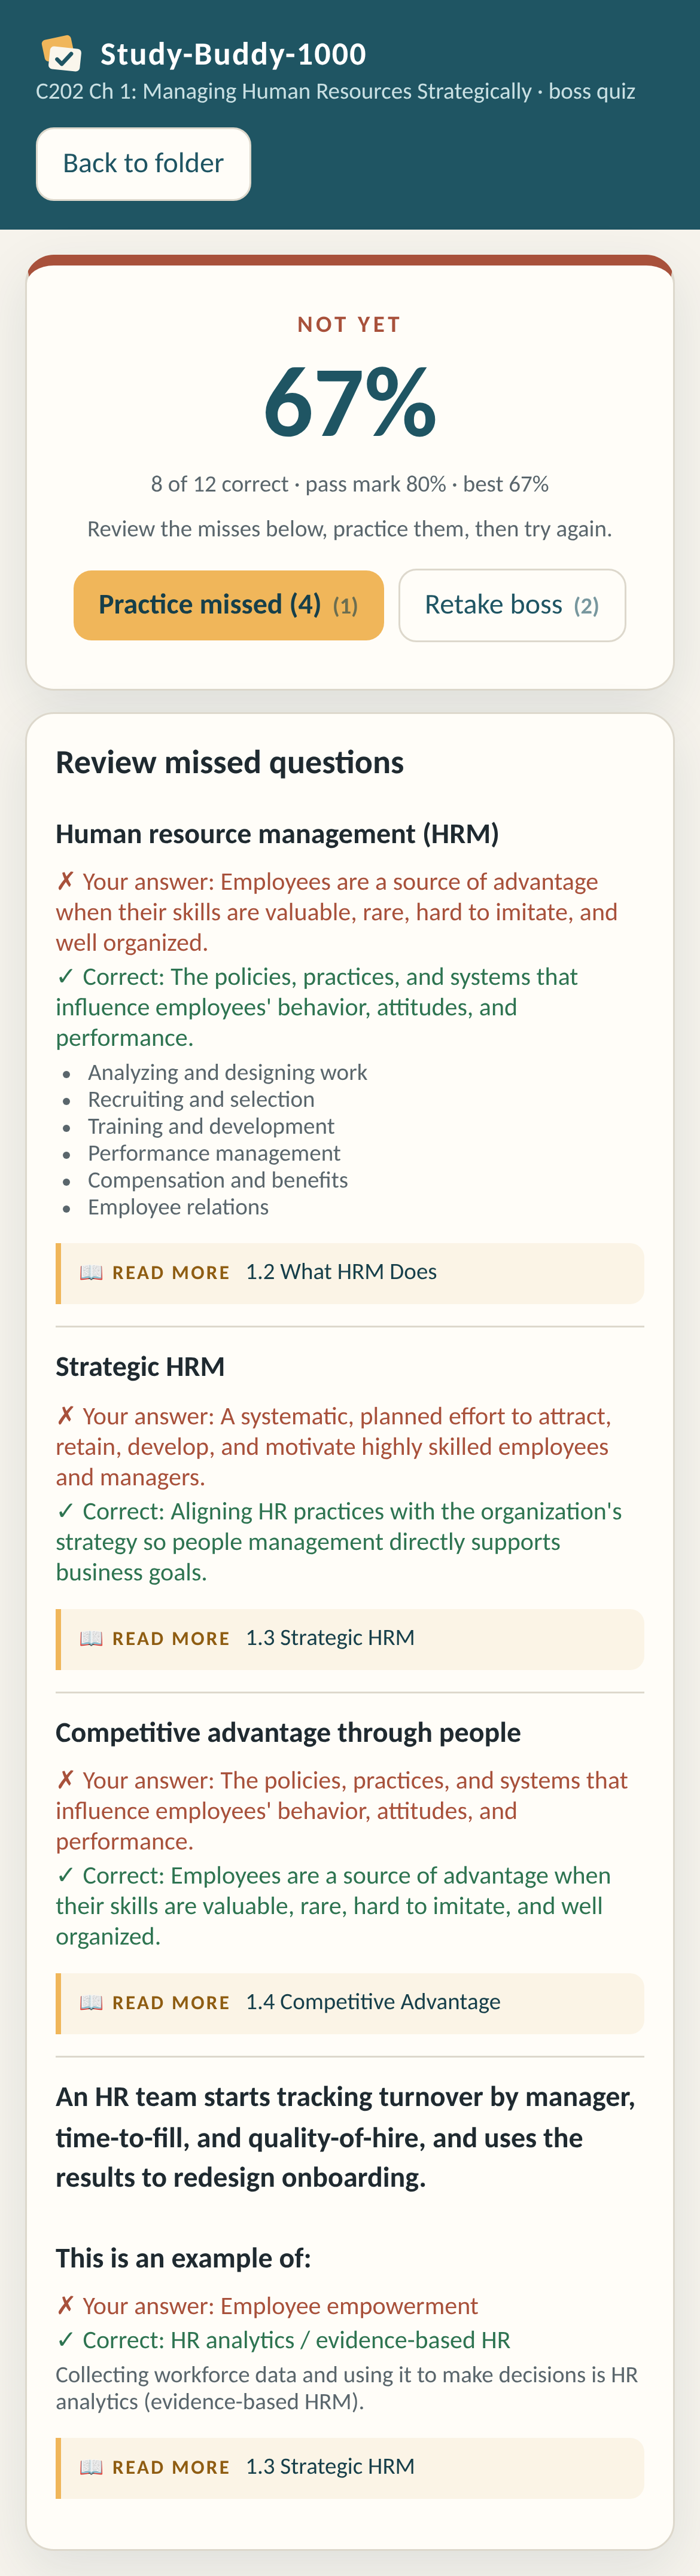 Study-Buddy-1000
C202 Ch 1: Managing Human Resources Strategically · boss quiz
Back to folder
NOT YET
67%
8 of 12 correct · pass mark 80% · best 67%
Review the misses below, practice them, then try again.
Practice missed (4) (1)
Retake boss (2)
Review missed questions
Human resource management (HRM)
✗ Your answer: Employees are a source of advantage
when their skills are valuable, rare, hard to imitate, and
well organized.
✓ Correct: The policies, practices, and systems that
influence employees' behavior, attitudes, and
performance.
• Analyzing and designing work
• Recruiting and selection
• Training and development
• Performance management
• Compensation and benefits
• Employee relations
📖 READ MORE 1.2 What HRM Does
Strategic HRM
✗ Your answer: A systematic, planned effort to attract,
retain, develop, and motivate highly skilled employees
and managers.
✓ Correct: Aligning HR practices with the organization's
strategy so people management directly supports
business goals.
📖 READ MORE 1.3 Strategic HRM
Competitive advantage through people
✗ Your answer: The policies, practices, and systems that
influence employees' behavior, attitudes, and
performance.
✓ Correct: Employees are a source of advantage when
their skills are valuable, rare, hard to imitate, and well
organized.
📖 READ MORE 1.4 Competitive Advantage
An HR team starts tracking turnover by manager,
time-to-fill, and quality-of-hire, and uses the
results to redesign onboarding.
This is an example of:
✗ Your answer: Employee empowerment
✓ Correct: HR analytics / evidence-based HR
Collecting workforce data and using it to make decisions is HR
analytics (evidence-based HRM).
📖 READ MORE 1.3 Strategic HRM